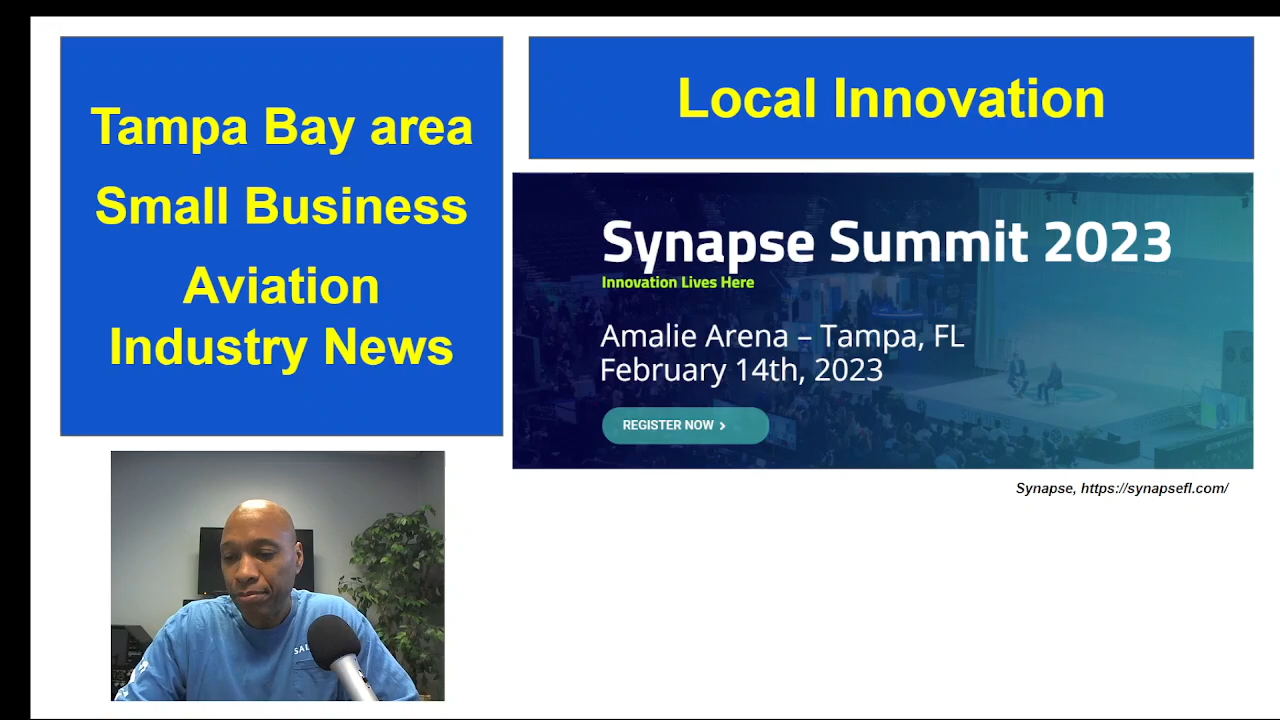 Tampa Bay area
Small Business
Aviation
Industry News
Local Innovation
Synapse Summit 2023
Innovation Lives Here
Amalie Arena – Tampa, FL
February 14th, 2023
REGISTER NOW ›
Synapse, https://synapsefl.com/